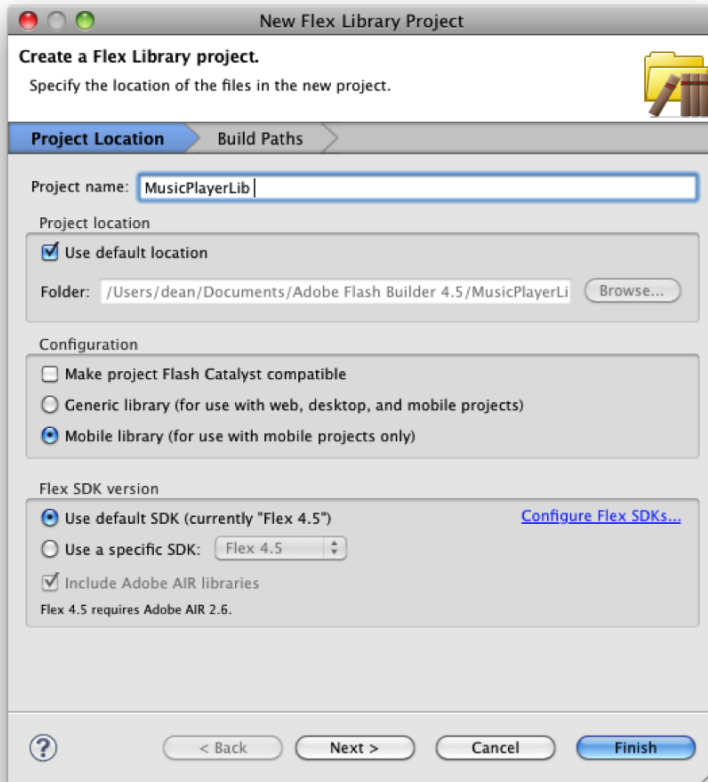 New Flex Library Project
Create a Flex Library project.
Specify the location of the files in the new project.
Project Location Build Paths
Project name: MusicPlayerLib
Project location
Use default location
Folder: /Users/dean/Documents/Adobe Flash Builder 4.5/MusicPlayerLi Browse...
Configuration
Make project Flash Catalyst compatible
Generic library (for use with web, desktop, and mobile projects)
Mobile library (for use with mobile projects only)
Flex SDK version
Use default SDK (currently "Flex 4.5") Configure Flex SDKs...
Use a specific SDK: Flex 4.5
Include Adobe AIR libraries
Flex 4.5 requires Adobe AIR 2.6.
? < Back Next > Cancel Finish